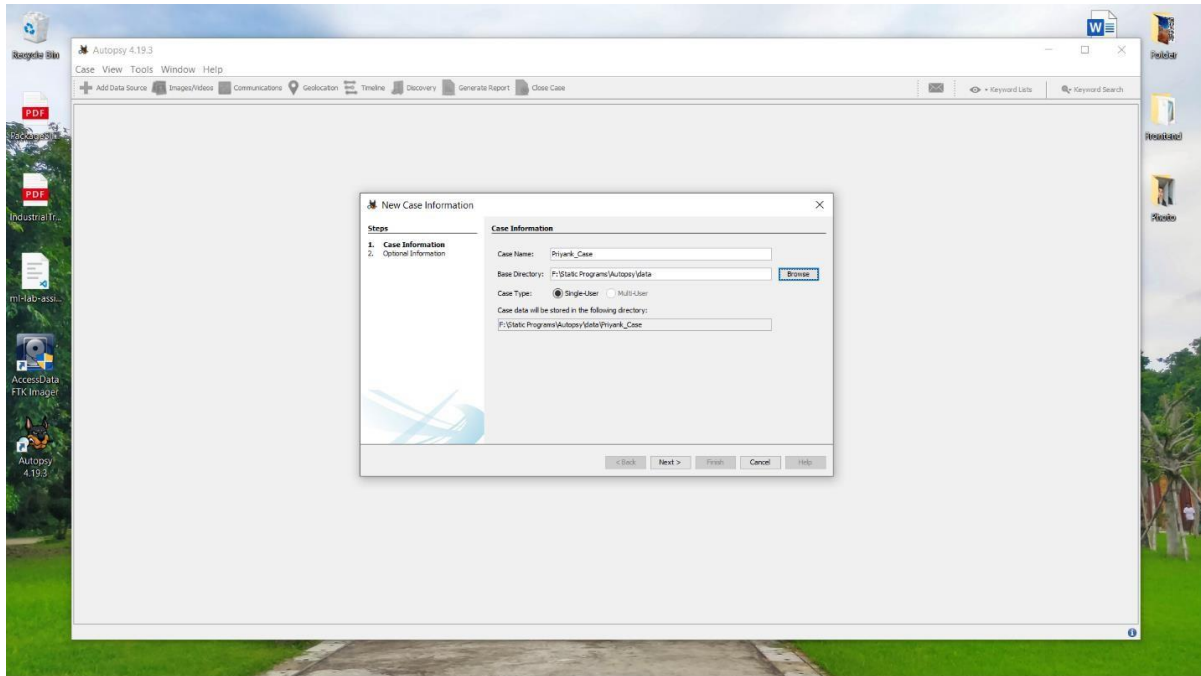 Recycle Bin
PDF
PDF
IndustrialTr...
ml-lab-assi...
AccessData
FTK Imager
Autopsy
4.19.3
Autopsy 4.19.3
Case View Tools Window Help
Add Data Source Images/Videos Communications Geolocation Timeline Discovery Generate Report Close Case
Keyword Lists Keyword Search
New Case Information
Steps
1. Case Information
2. Optional Information
Case Information
Case Name: Priyank_Case
Base Directory: F:\Static Programs\Autopsy\data Browse
Case Type: Single-User Multi-User
Case data will be stored in the following directory:
F:\Static Programs\Autopsy\data\Priyank_Case
< Back Next > Finish Cancel Help
W
Folder
Frontend
Photo